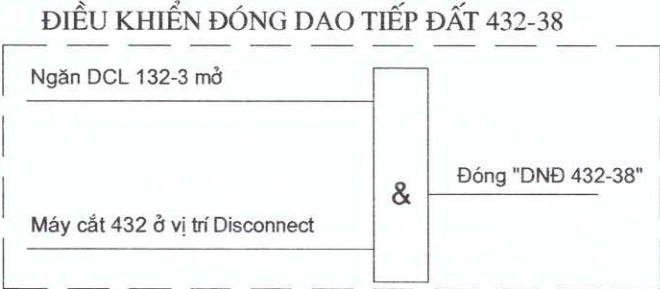 ĐIỀU KHIỂN ĐÓNG DAO TIẾP ĐẤT 432-38
Ngăn DCL 132-3 mở
&
Đóng "DNĐ 432-38"
Máy cắt 432 ở vị trí Disconnect